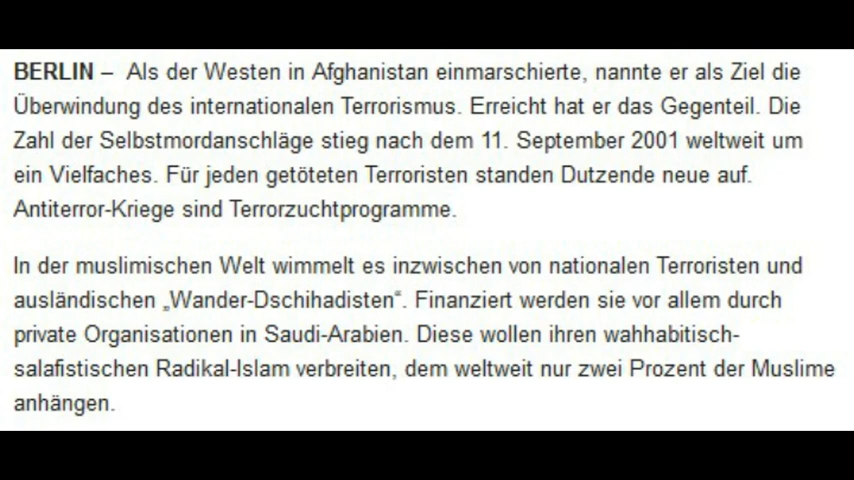 BERLIN – Als der Westen in Afghanistan einmarschierte, nannte er als Ziel die
Überwindung des internationalen Terrorismus. Erreicht hat er das Gegenteil. Die
Zahl der Selbstmordanschläge stieg nach dem 11. September 2001 weltweit um
ein Vielfaches. Für jeden getöteten Terroristen standen Dutzende neue auf.
Antiterror-Kriege sind Terrorzuchtprogramme.
In der muslimischen Welt wimmelt es inzwischen von nationalen Terroristen und
ausländischen „Wander-Dschihadisten“. Finanziert werden sie vor allem durch
private Organisationen in Saudi-Arabien. Diese wollen ihren wahhabitisch-
salafistischen Radikal-Islam verbreiten, dem weltweit nur zwei Prozent der Muslime
anhängen.